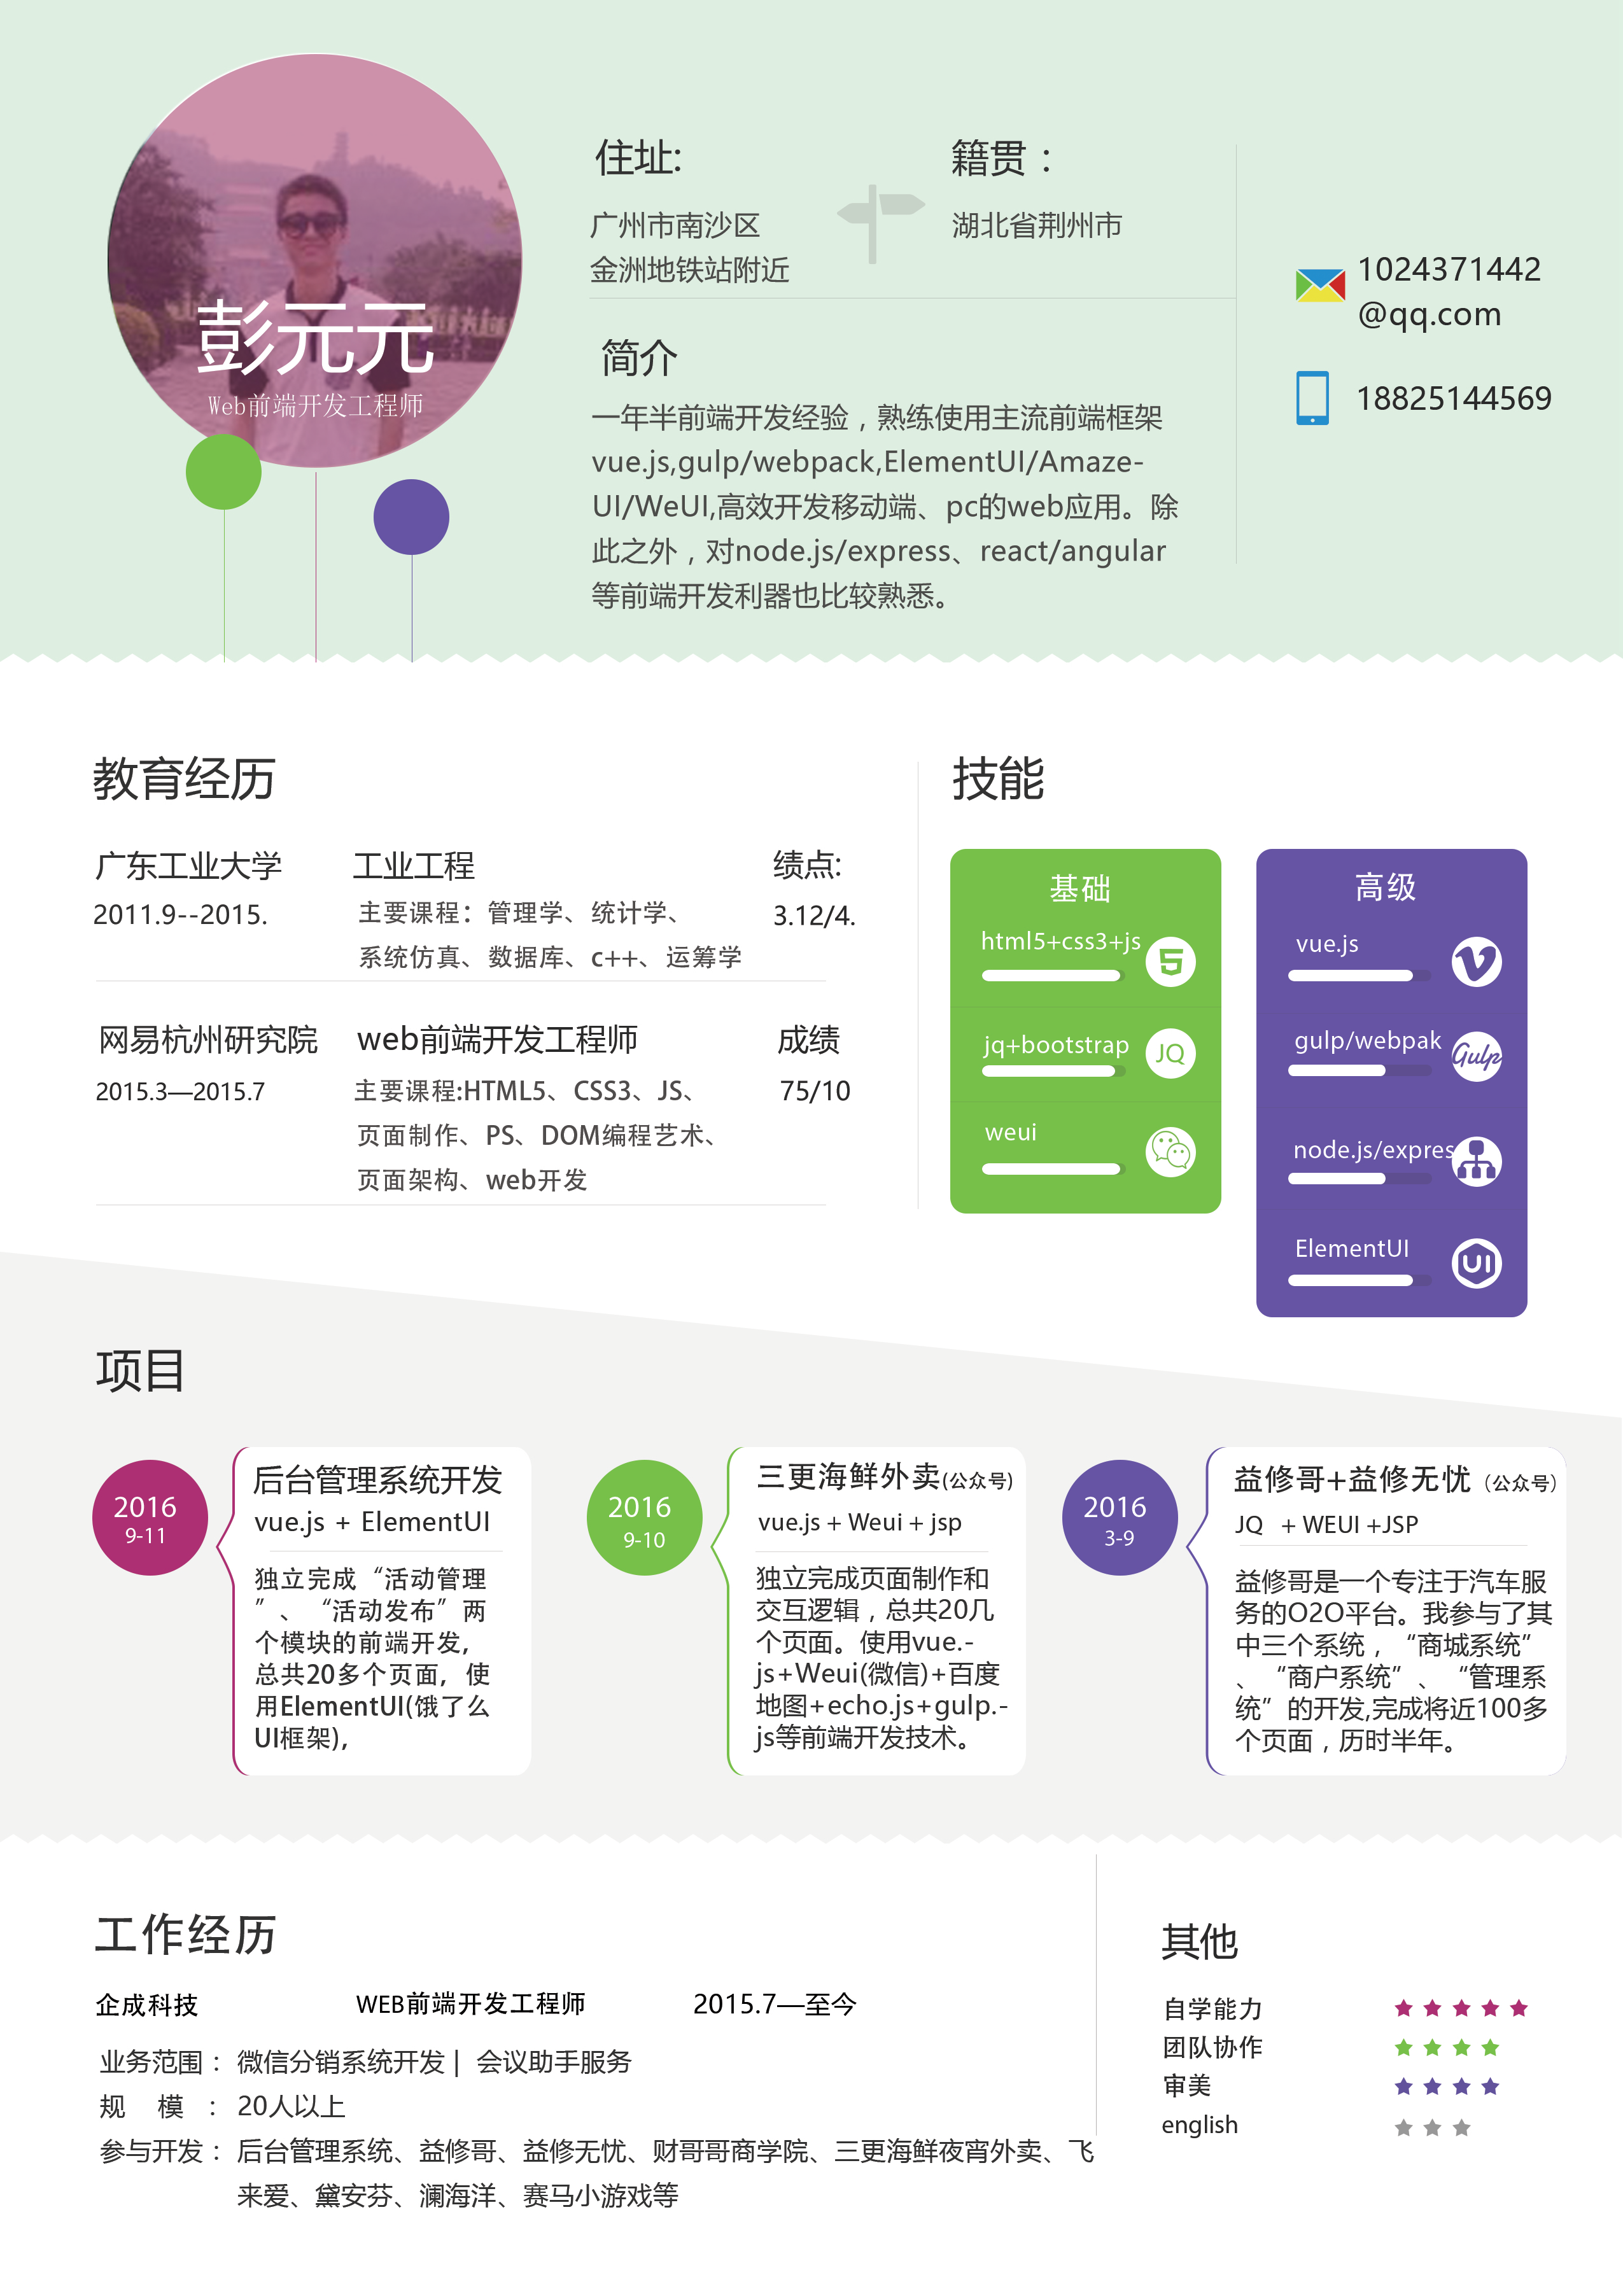 彭元元
Web前端开发工程师
住址:
广州市南沙区
金洲地铁站附近
籍贯：
湖北省荆州市
简介
一年半前端开发经验，熟练使用主流前端框架
vue.js,gulp/webpack,ElementUI/Amaze-
UI/WeUI,高效开发移动端、pc的web应用。除
此之外，对node.js/express、react/angular
等前端开发利器也比较熟悉。
1024371442
@qq.com
18825144569
教育经历
广东工业大学 工业工程 绩点:
2011.9--2015. 主要课程：管理学、统计学、 3.12/4.
系统仿真、数据库、c++、运筹学
网易杭州研究院 web前端开发工程师 成绩
2015.3—2015.7 主要课程:HTML5、CSS3、JS、 75/10
页面制作、PS、DOM编程艺术、
页面架构、web开发
技能
基础
html5+css3+js
5
jq+bootstrap
JQ
weui
高级
vue.js
gulp/webpak
Gulp
node.js/expres
ElementUI
UI
项目
2016
9-11
后台管理系统开发
vue.js + ElementUI
独立完成“活动管理
”、“活动发布”两
个模块的前端开发,
总共20多个页面, 使
用ElementUI(饿了么
UI框架),
2016
9-10
三更海鲜外卖(公众号)
vue.js + Weui + jsp
独立完成页面制作和
交互逻辑，总共20几
个页面。使用vue.-
js+Weui(微信)+百度
地图+echo.js+gulp.-
js等前端开发技术。
2016
3-9
益修哥+益修无忧（公众号）
JQ + WEUI +JSP
益修哥是一个专注于汽车服
务的O2O平台。我参与了其
中三个系统，“商城系统”
、“商户系统”、“管理系
统”的开发,完成将近100多
个页面，历时半年。
工作经历
企成科技 WEB前端开发工程师 2015.7—至今
业务范围： 微信分销系统开发 | 会议助手服务
规 模 ： 20人以上
参与开发： 后台管理系统、益修哥、益修无忧、财哥哥商学院、三更海鲜夜宵外卖、飞
来爱、黛安芬、澜海洋、赛马小游戏等
其他
自学能力
团队协作
审美
english